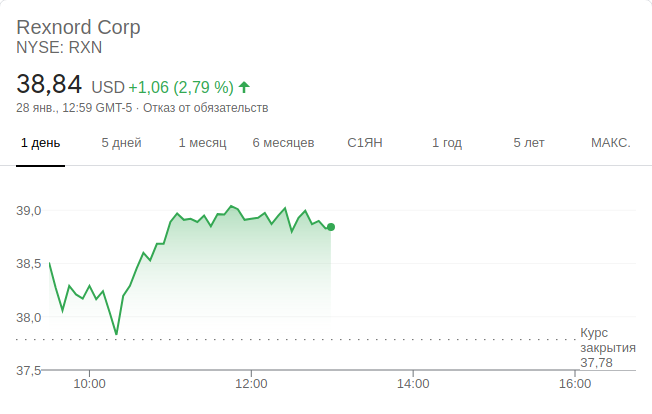 Rexnord Corp
NYSE: RXN
38,84 USD +1,06 (2,79 %)
28 янв., 12:59 GMT-5 · Отказ от обязательств
1 день 5 дней 1 месяц 6 месяцев С1ЯН 1 год 5 лет МАКС.
39,0
38,5
38,0
Курс
закрытия
37,78
37,5
10:00 12:00 14:00 16:00